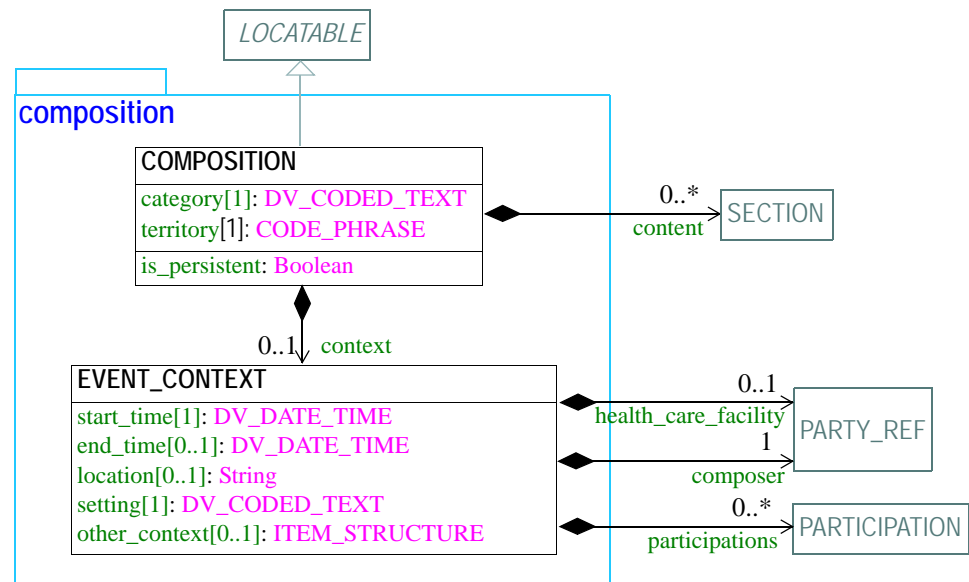 LOCATABLE
composition
COMPOSITION
category[1]: DV_CODED_TEXT
territory[1]: CODE_PHRASE
is_persistent: Boolean
0..*
content
SECTION
0..1
context
EVENT_CONTEXT
start_time[1]: DV_DATE_TIME
end_time[0..1]: DV_DATE_TIME
location[0..1]: String
setting[1]: DV_CODED_TEXT
other_context[0..1]: ITEM_STRUCTURE
0..1
health_care_facility
1
composer
PARTY_REF
0..*
participations
PARTICIPATION